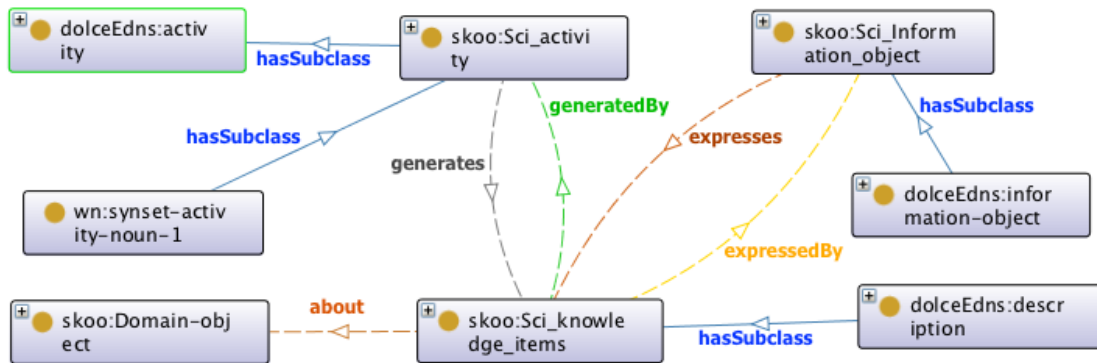 dolceEdns:activ
ity
hasSubclass
skoo:Sci_activi
ty
skoo:Sci_Inform
ation_object
generatedBy
hasSubclass
hasSubclass
expresses
generates
wn:synset-activ
ity-noun-1
dolceEdns:infor
mation-object
expressedBy
skoo:Domain-obj
ect
about
skoo:Sci_knowle
dge_items
hasSubclass
dolceEdns:descr
iption